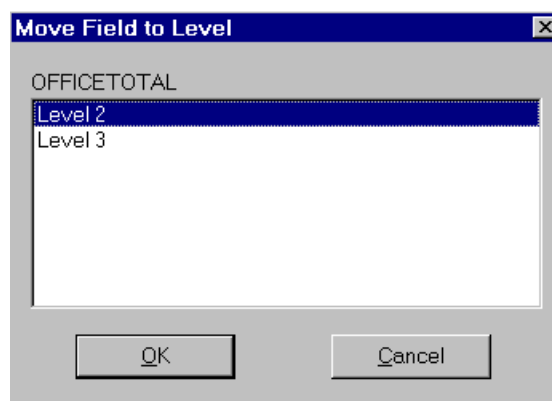 Move Field to Level
OFFICETOTAL
Level 2
Level 3
OK
Cancel